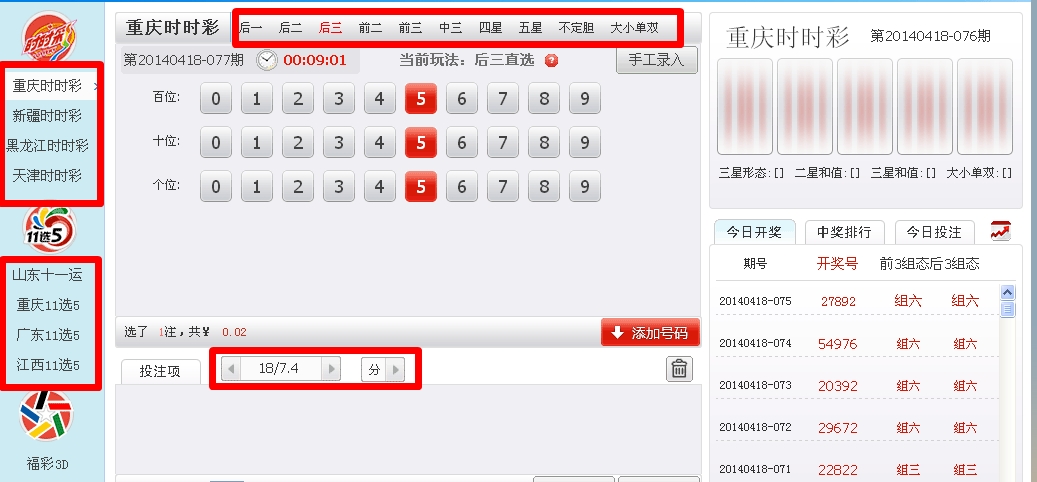 重庆时时彩
新疆时时彩
黑龙江时时彩
天津时时彩
11选5
山东十一运
重庆11选5
广东11选5
江西11选5
福彩3D
重庆时时彩 后一 后二 后三 前二 前三 中三 四星 五星 不定胆 大小单双
第20140418-077期 00:09:01 当前玩法: 后三直选 ? 手工录入
百位: 0 1 2 3 4 5 6 7 8 9
十位: 0 1 2 3 4 5 6 7 8 9
个位: 0 1 2 3 4 5 6 7 8 9
选了 1注,共¥ 0.02 添加号码
投注项 18/7.4 分
重庆时时彩 第20140418-076期
三星形态:[] 二星和值:[] 三星和值:[] 大小单双:[]
今日开奖 中奖排行 今日投注
期号 开奖号 前3组态后3组态
20140418-075 27892 组六 组六
20140418-074 54976 组六 组六
20140418-073 20392 组六 组六
20140418-072 29672 组六 组六
20140418-071 22822 组三 组三